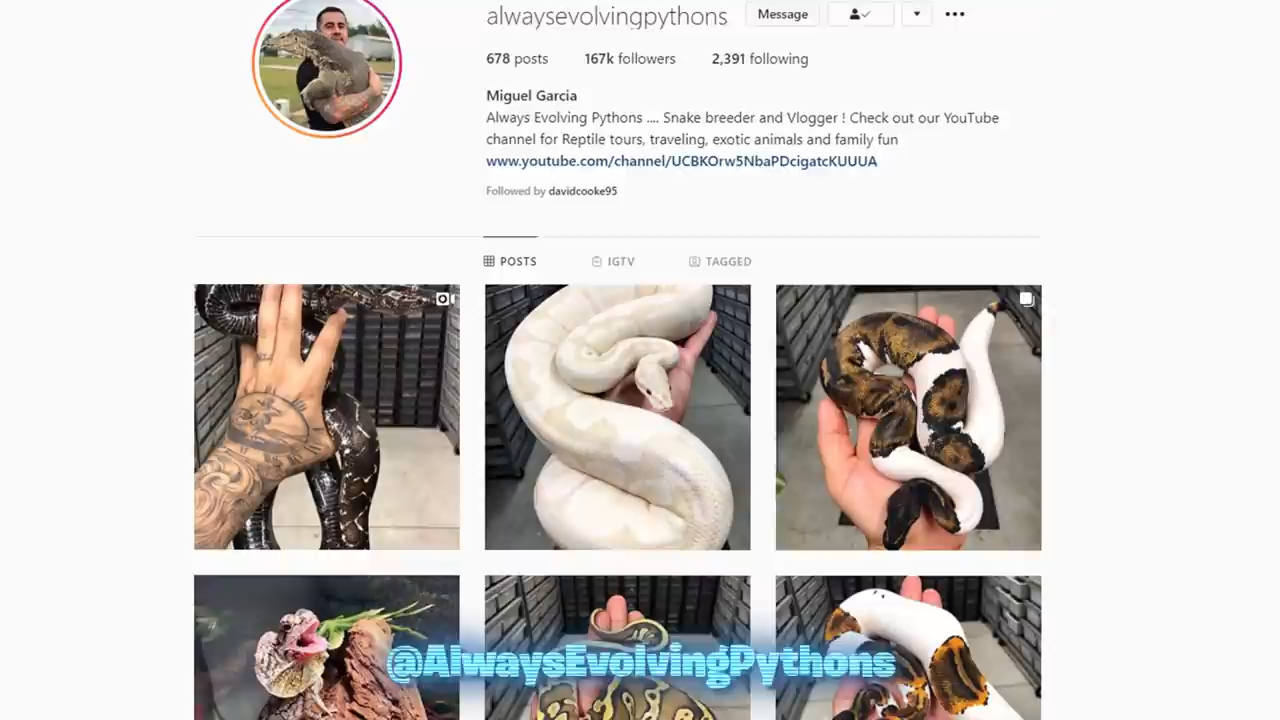 alwaysevolvingpythons Message
678 posts 167k followers 2,391 following
Miguel Garcia
Always Evolving Pythons .... Snake breeder and Vlogger ! Check out our YouTube
channel for Reptile tours, traveling, exotic animals and family fun
www.youtube.com/channel/UCBKOrw5NbaPDcigatcKUUUA
Followed by davidcooke95
POSTS IGTV TAGGED
@AlwaysEvolvingPythons